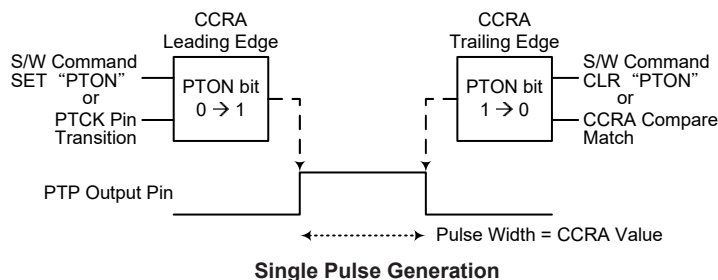 CCRA
Leading Edge
S/W Command
SET “PTON”
or
PTCK Pin
Transition
PTON bit
0 → 1
CCRA
Trailing Edge
PTON bit
1 → 0
S/W Command
CLR “PTON”
or
CCRA Compare
Match
PTP Output Pin
Pulse Width = CCRA Value
Single Pulse Generation